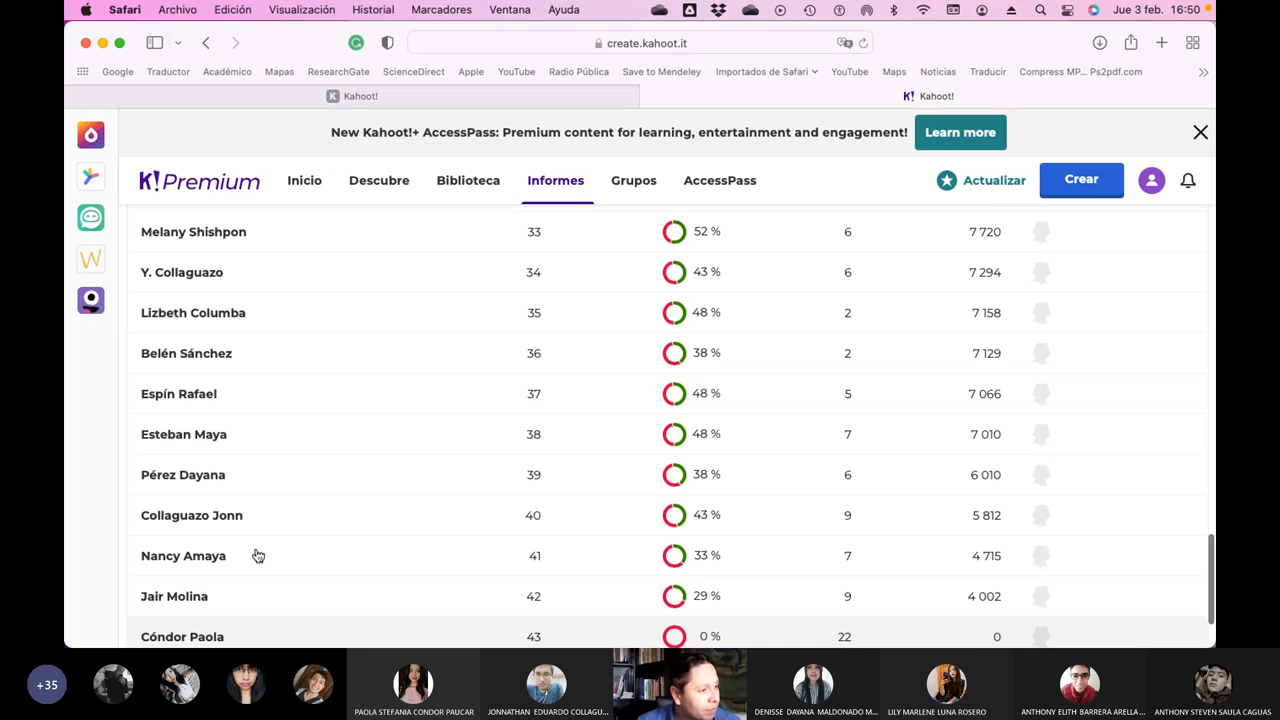 Safari Archivo Edición Visualización Historial Marcadores Ventana Ayuda Jue 3 feb. 16:50
create.kahoot.it
Google Traductor Académico Mapas ResearchGate ScienceDirect Apple YouTube Radio Pública Save to Mendeley Importados de Safari YouTube Maps Noticias Traducir Compress MP... Ps2pdf.com
K Kahoot! K! Kahoot!
New Kahoot!+ AccessPass: Premium content for learning, entertainment and engagement! Learn more
K!Premium Inicio Descubre Biblioteca Informes Grupos AccessPass Actualizar Crear
Melany Shishpon 33 52 % 6 7 720
Y. Collaguazo 34 43 % 6 7 294
Lizbeth Columba 35 48 % 2 7 158
Belén Sánchez 36 38 % 2 7 129
Espín Rafael 37 48 % 5 7 066
Esteban Maya 38 48 % 7 7 010
Pérez Dayana 39 38 % 6 6 010
Collaguazo Jonn 40 43 % 9 5 812
Nancy Amaya 41 33 % 7 4 715
Jair Molina 42 29 % 9 4 002
Cóndor Paola 43 0 % 22 0
+35 PAOLA STEFANIA CONDOR PAUCAR JONNATHAN EDUARDO COLLAGU... DENISSE DAYANA MALDONADO M... LILY MARLENE LUNA ROSERO ANTHONY ELITH BARRERA ARELLA ... ANTHONY STEVEN SAULA CAGUAS